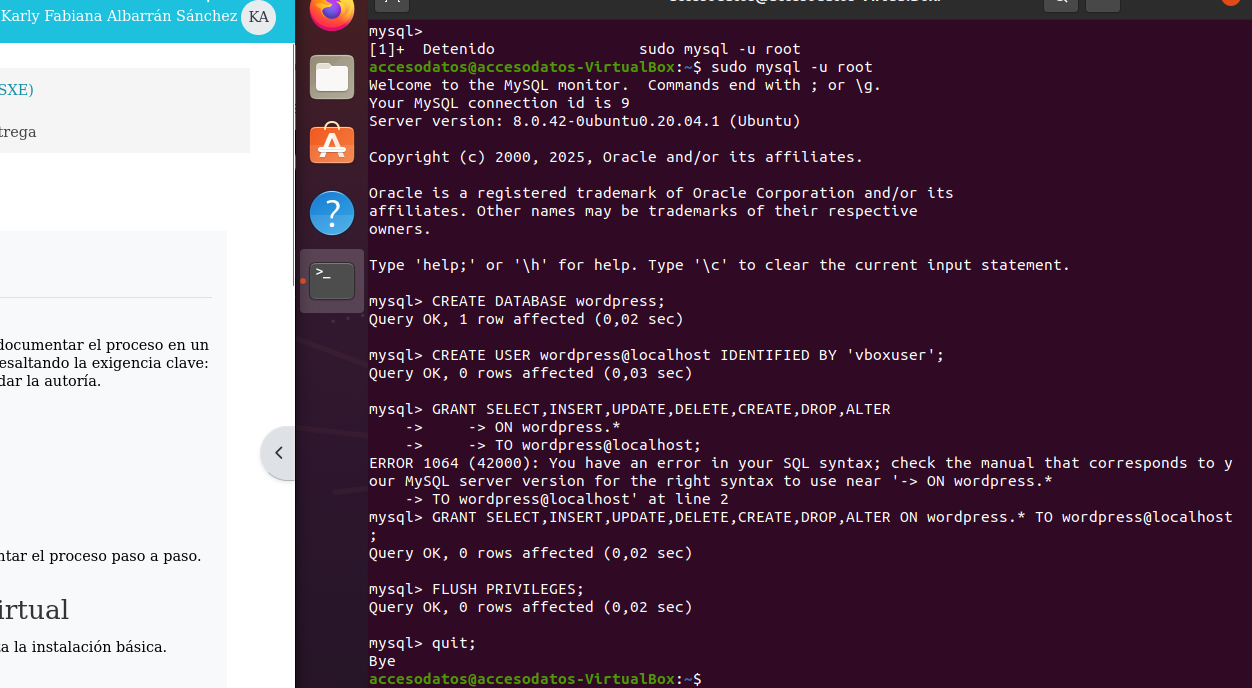 Karly Fabiana Albarrán Sánchez KA
SXE)
trega
documentar el proceso en un
esaltando la exigencia clave:
dar la autoría.
ntar el proceso paso a paso.
irtual
a la instalación básica.
mysql>
[1]+  Detenido                sudo mysql -u root
accesodatos@accesodatos-VirtualBox:~$ sudo mysql -u root
Welcome to the MySQL monitor.  Commands end with ; or \g.
Your MySQL connection id is 9
Server version: 8.0.42-0ubuntu0.20.04.1 (Ubuntu)
Copyright (c) 2000, 2025, Oracle and/or its affiliates.
Oracle is a registered trademark of Oracle Corporation and/or its
affiliates. Other names may be trademarks of their respective
owners.
Type 'help;' or '\h' for help. Type '\c' to clear the current input statement.
mysql> CREATE DATABASE wordpress;
Query OK, 1 row affected (0,02 sec)
mysql> CREATE USER wordpress@localhost IDENTIFIED BY 'vboxuser';
Query OK, 0 rows affected (0,03 sec)
mysql> GRANT SELECT,INSERT,UPDATE,DELETE,CREATE,DROP,ALTER
    ->     -> ON wordpress.*
    ->     -> TO wordpress@localhost;
ERROR 1064 (42000): You have an error in your SQL syntax; check the manual that corresponds to y
our MySQL server version for the right syntax to use near '-> ON wordpress.*
    -> TO wordpress@localhost' at line 2
mysql> GRANT SELECT,INSERT,UPDATE,DELETE,CREATE,DROP,ALTER ON wordpress.* TO wordpress@localhost
;
Query OK, 0 rows affected (0,02 sec)
mysql> FLUSH PRIVILEGES;
Query OK, 0 rows affected (0,02 sec)
mysql> quit;
Bye
accesodatos@accesodatos-VirtualBox:~$